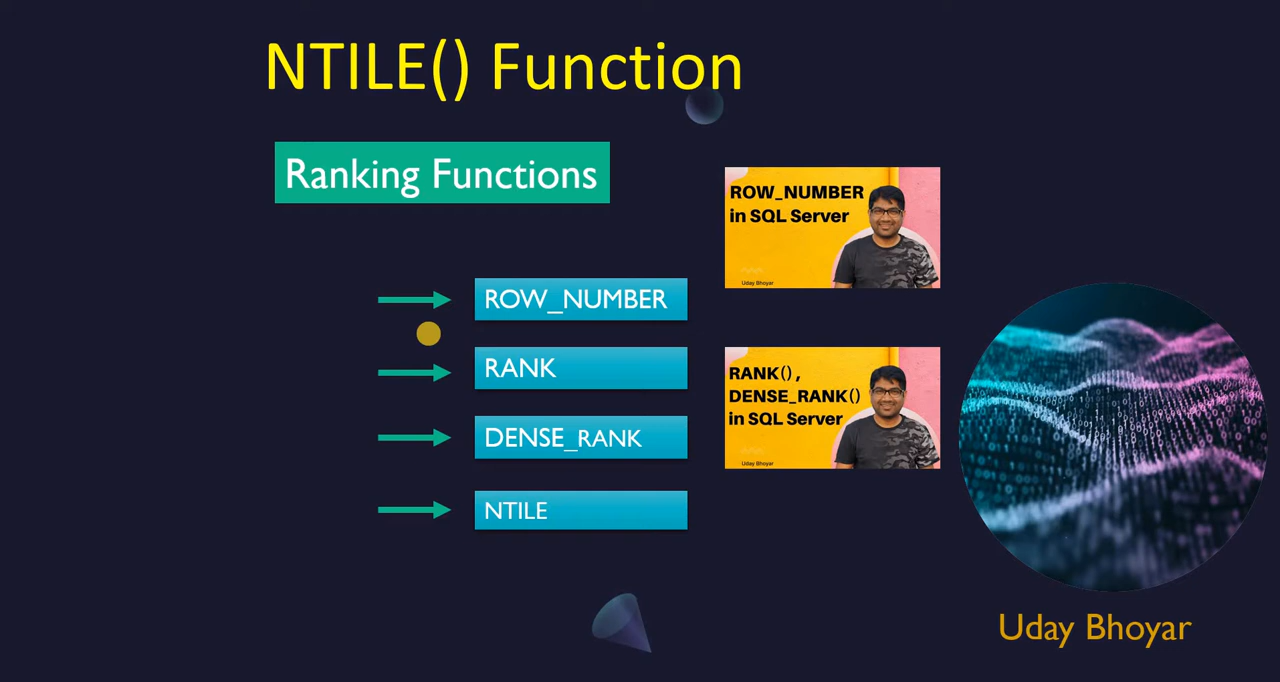 NTILE() Function
Ranking Functions
ROW_NUMBER
in SQL Server
Uday Bhoyar
ROW_NUMBER
RANK
DENSE_RANK
NTILE
RANK() ,
DENSE_RANK()
in SQL Server
Uday Bhoyar
Uday Bhoyar